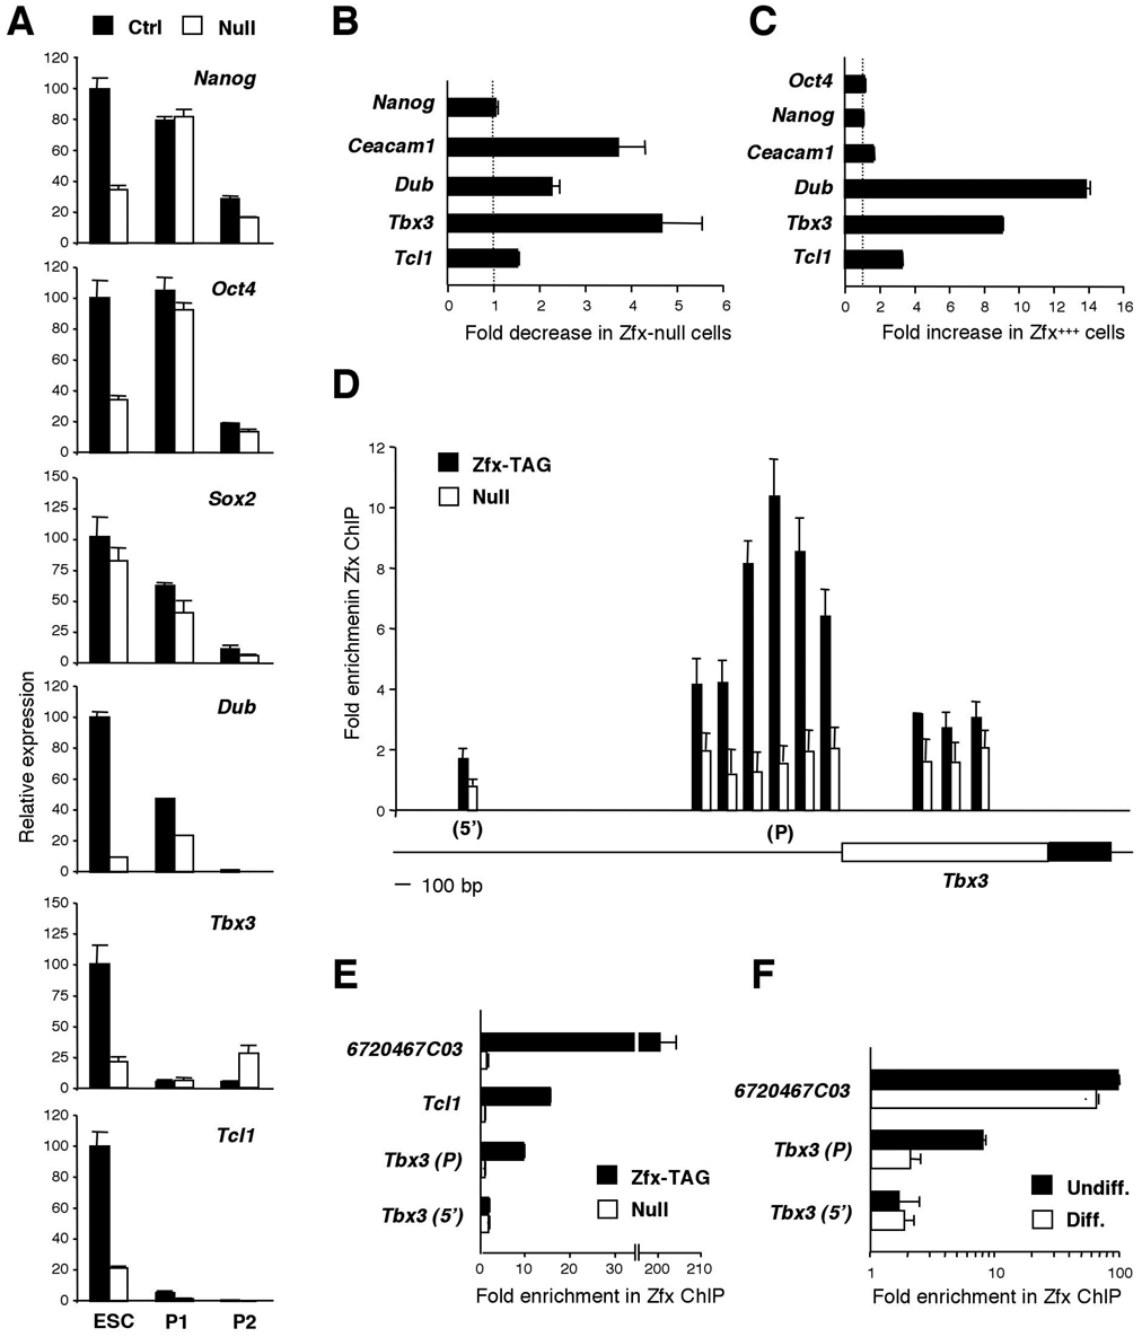 A
Ctrl
Null
Relative expression
120
100
80
60
40
20
0
Nanog
120
100
80
60
40
20
0
Oct4
150
125
100
75
50
25
0
Sox2
120
100
80
60
40
20
0
Dub
150
125
100
75
50
25
0
Tbx3
120
100
80
60
40
20
0
Tcl1
ESC P1 P2
B
Nanog
Ceacam1
Dub
Tbx3
Tcl1
0 1 2 3 4 5 6
Fold decrease in Zfx-null cells
C
Oct4
Nanog
Ceacam1
Dub
Tbx3
Tcl1
0 2 4 6 8 10 12 14 16
Fold increase in Zfx+++ cells
D
Zfx-TAG
Null
Fold enrichmenin Zfx ChIP
12
10
8
6
4
2
0
(5’) (P)
Tbx3
100 bp
E
6720467C03
Tcl1
Tbx3 (P)
Tbx3 (5’)
Zfx-TAG
Null
0 10 20 30 200 210
Fold enrichment in Zfx ChIP
F
6720467C03
Tbx3 (P)
Tbx3 (5’)
Undiff.
Diff.
1 10 100
Fold enrichment in Zfx ChIP